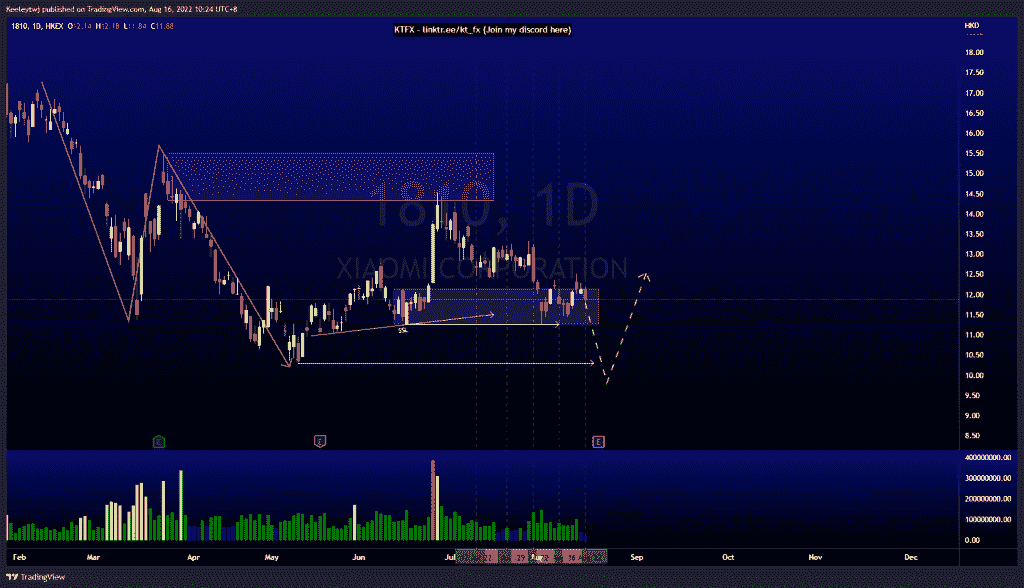 Keeleytwj published on TradingView.com, Aug 16, 2022 10:24 UTC+8
1810, 1D, HKEX O12.14 H12.18 L11.84 C11.88
KTFX - linktr.ee/kt_fx (Join my discord here)
HKD
18.00
17.50
17.00
16.50
16.00
15.50
15.00
14.50
14.00
13.50
13.00
12.50
12.00
11.50
11.00
10.50
10.00
9.50
9.00
8.50
1810, 1D
XIAOMI CORPORATION
E
E
400000000.00
300000000.00
200000000.00
100000000.00
0.00
Feb Mar Apr May Jun Jul Aug Sep Oct Nov Dec
TradingView